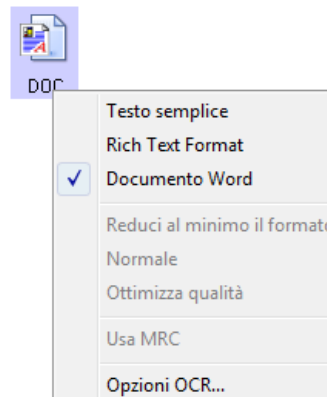 DOC
Testo semplice
Rich Text Format
Documento Word
Reduci al minimo il formato
Normale
Ottimizza qualità
Usa MRC
Opzioni OCR...